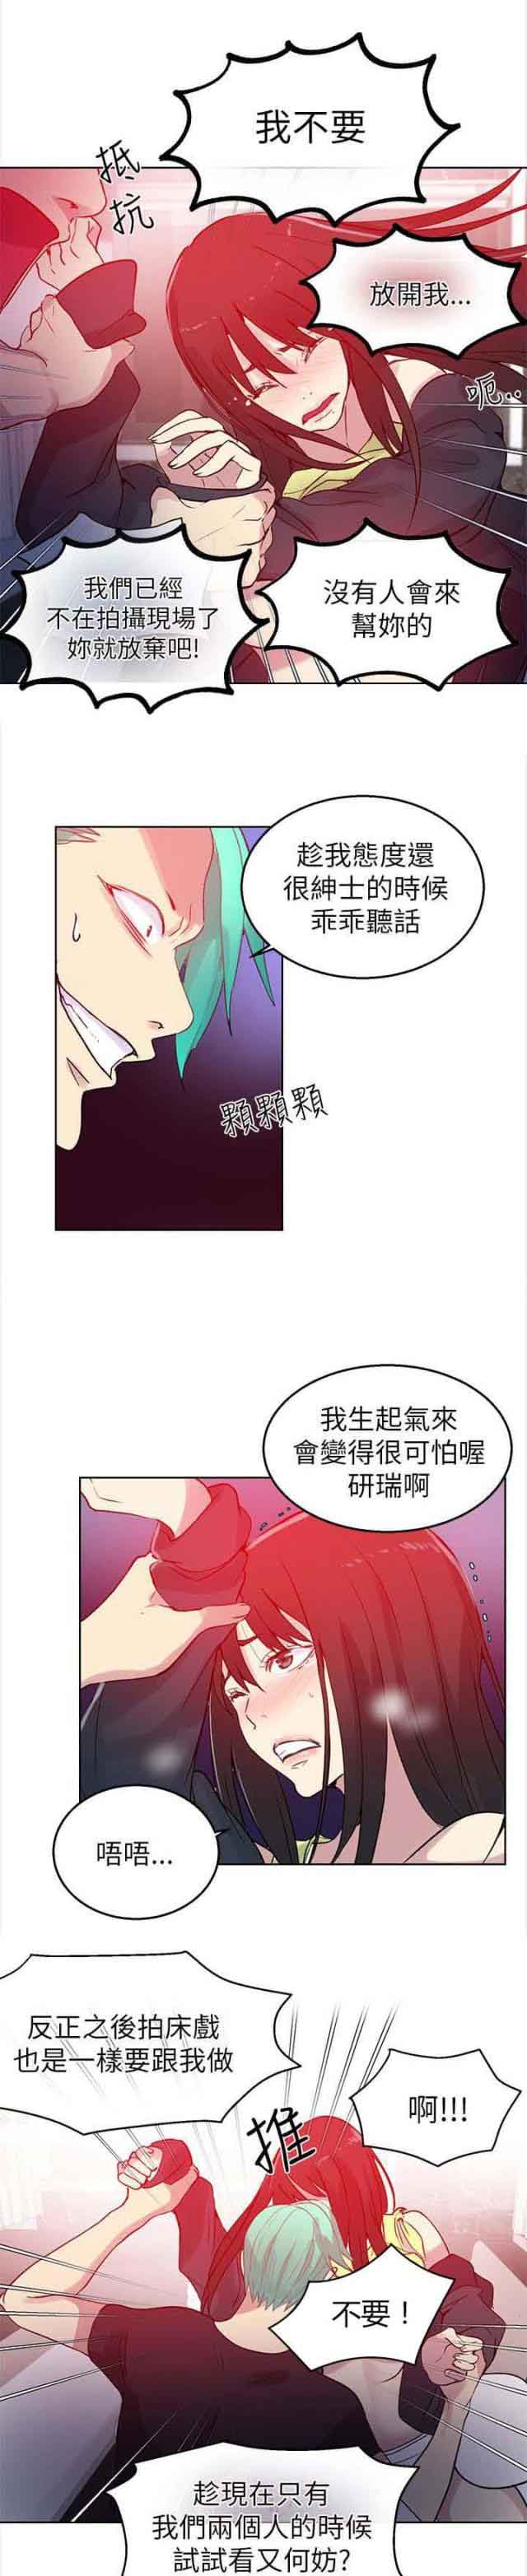 我不要
抵抗
放開我…
呃..
我們已經
不在拍攝現場了
妳就放棄吧!
沒有人會來
幫妳的
趁我態度還
很紳士的時候
乖乖聽話
顆顆顆
我生起氣來
會變得很可怕喔
研瑞啊
唔唔…
反正之後拍床戲
也是一樣要跟我做
啊!!!
推
不要！
趁現在只有
我們兩個人的時候
試試看又何妨?